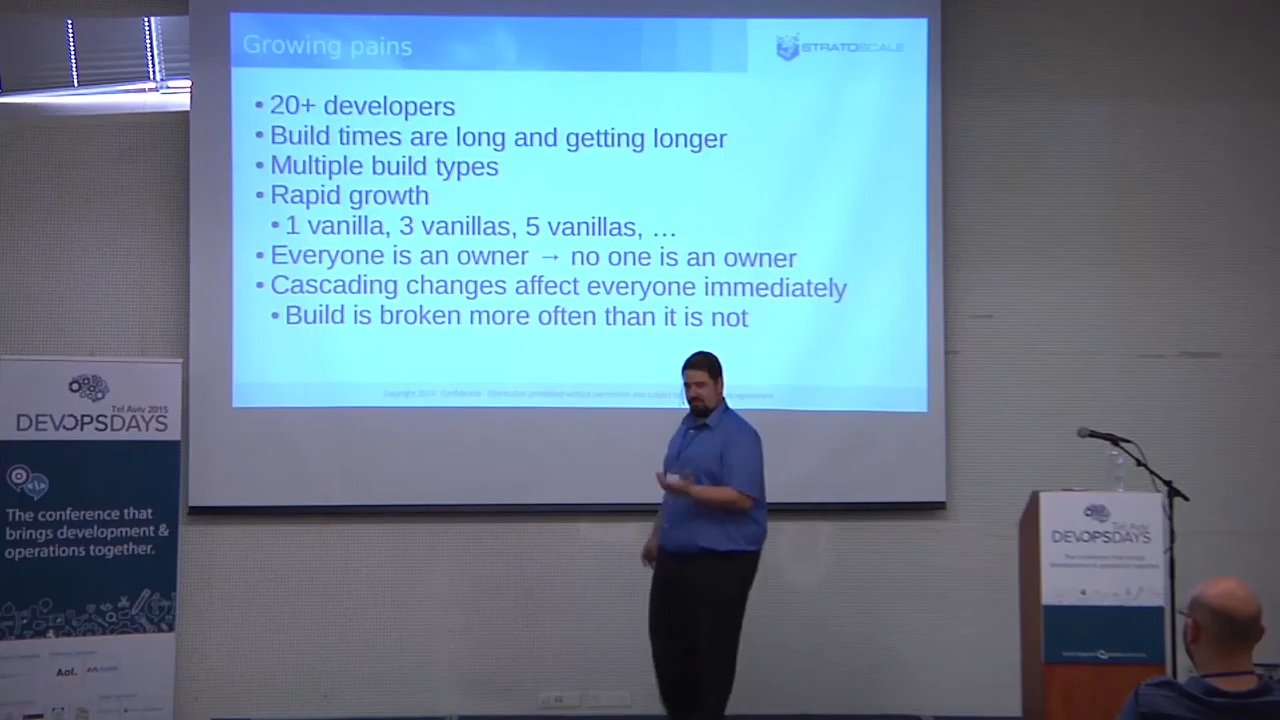 Growing pains
STRATOSCALE
• 20+ developers
• Build times are long and getting longer
• Multiple build types
• Rapid growth
• 1 vanilla, 3 vanillas, 5 vanillas, …
• Everyone is an owner → no one is an owner
• Cascading changes affect everyone immediately
• Build is broken more often than it is not
Tel Aviv 2015
DEVOPSDAYS
The conference that
brings development &
operations together.
Aol.
Tel Aviv
DEVOPSDAYS